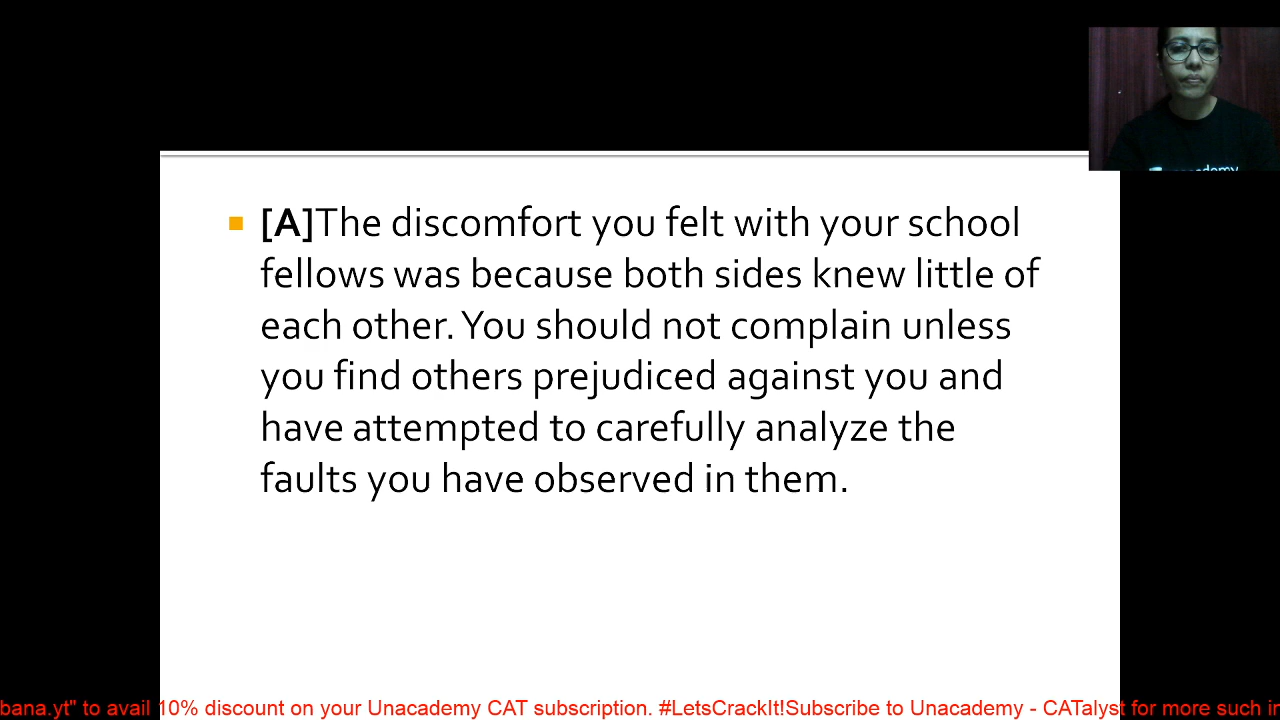 [A]The discomfort you felt with your school
fellows was because both sides knew little of
each other. You should not complain unless
you find others prejudiced against you and
have attempted to carefully analyze the
faults you have observed in them.
bana.yt" to avail 10% discount on your Unacademy CAT subscription. #LetsCrackIt!Subscribe to Unacademy - CATalyst for more such